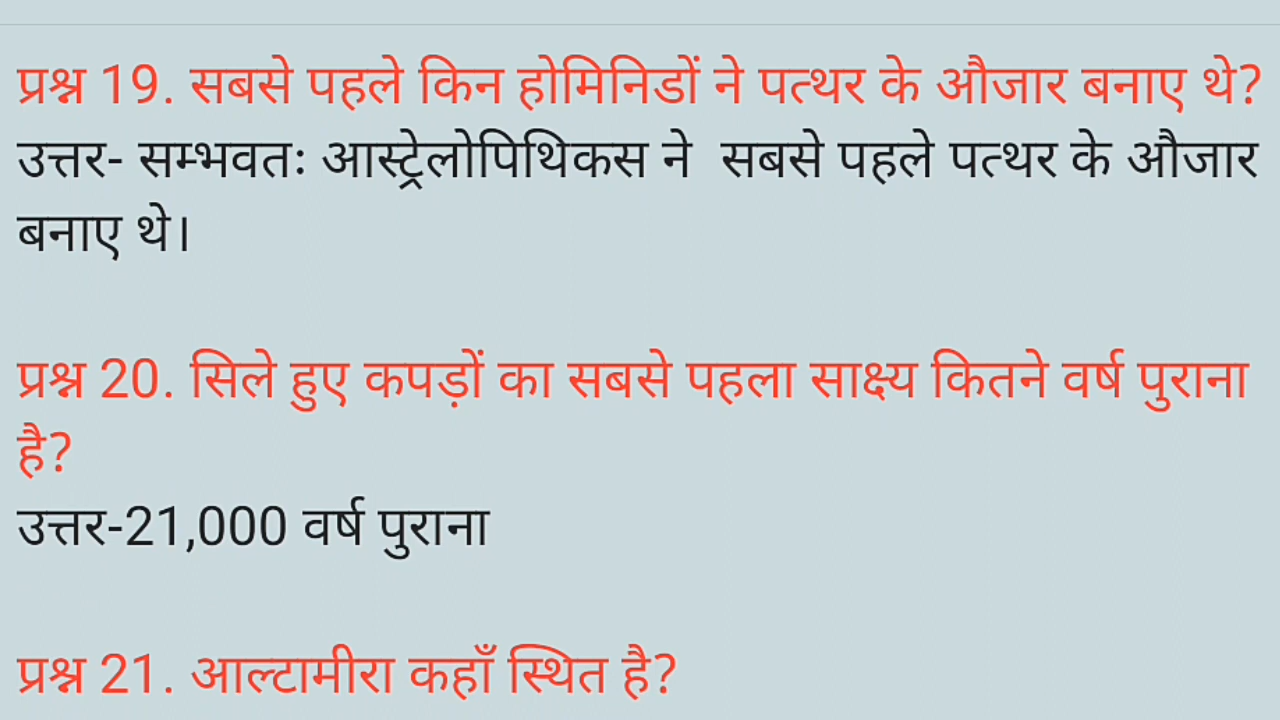 प्रश्न 19. सबसे पहले किन होमिनिडों ने पत्थर के औजार बनाए थे?
उत्तर- सम्भवतः आस्ट्रेलोपिथिकस ने  सबसे पहले पत्थर के औजार
बनाए थे।
प्रश्न 20. सिले हुए कपड़ों का सबसे पहला साक्ष्य कितने वर्ष पुराना
है?
उत्तर-21,000 वर्ष पुराना
प्रश्न 21. आल्टामीरा कहाँ स्थित है?